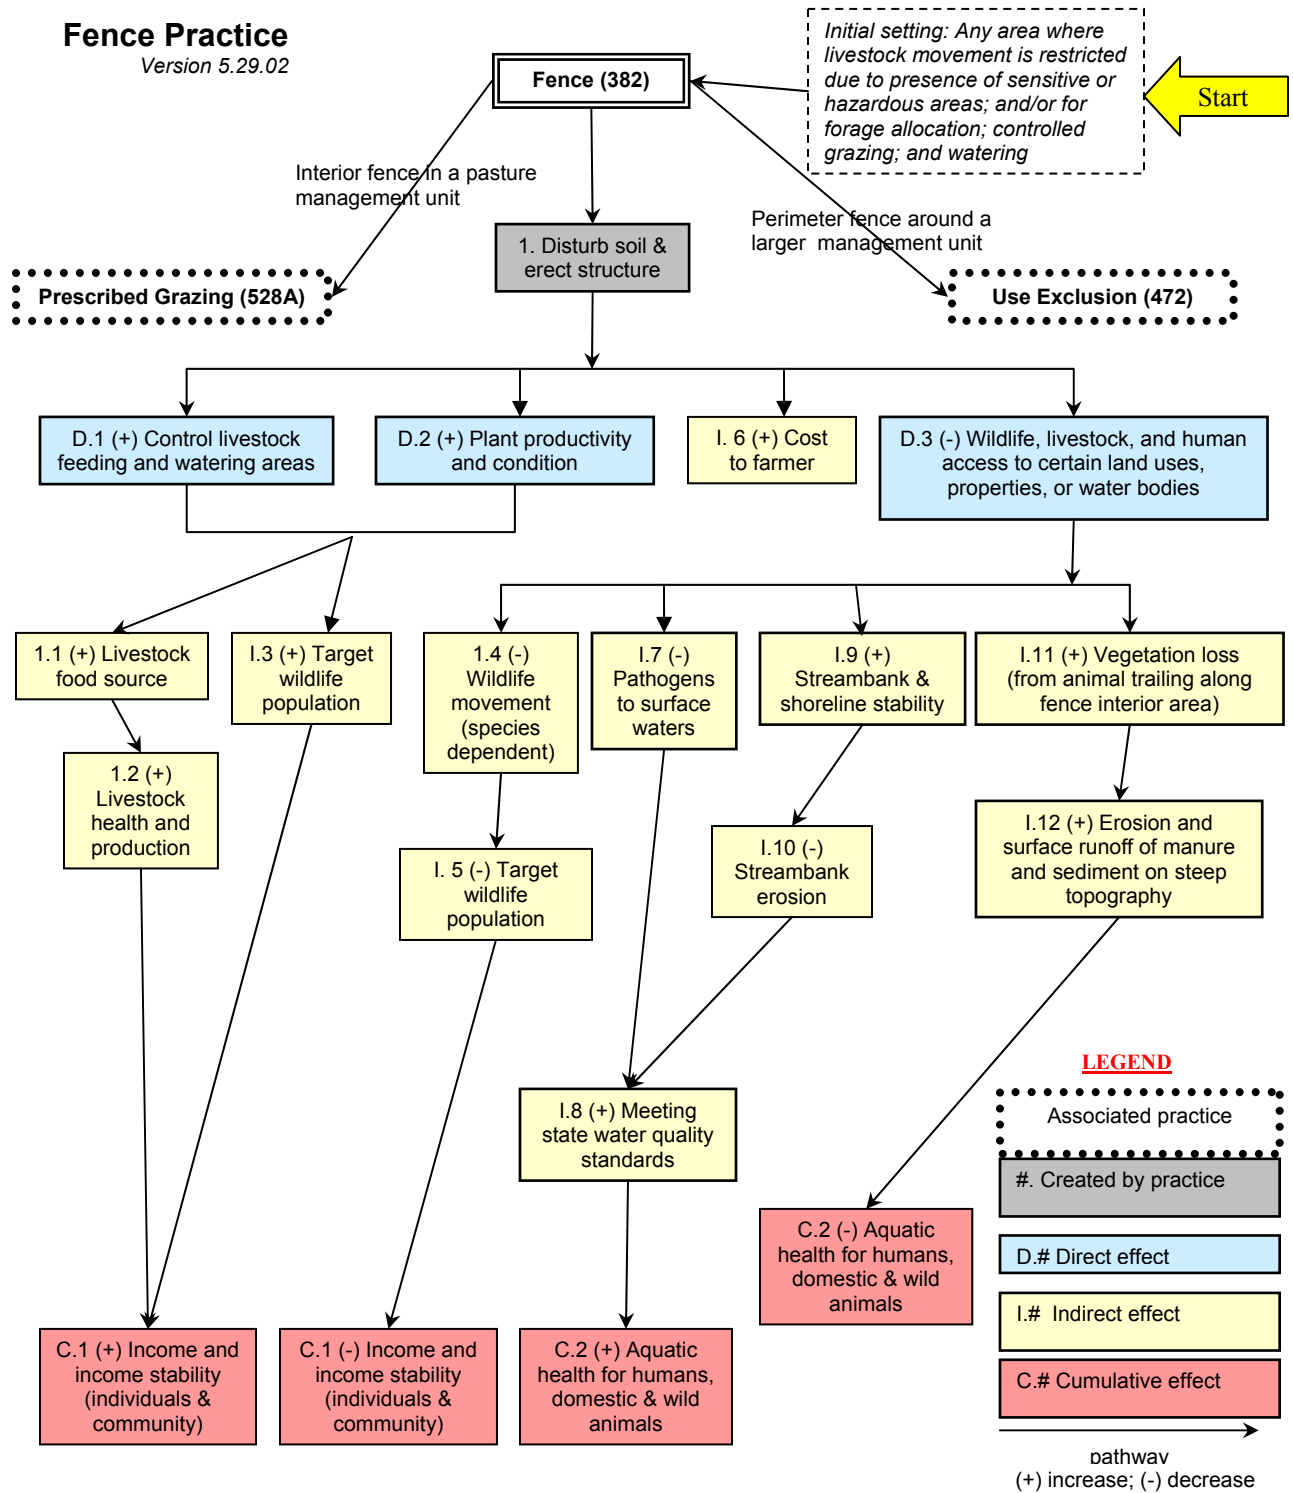 Fence Practice
Version 5.29.02
Fence (382)
Initial setting: Any area where
livestock movement is restricted
due to presence of sensitive or
hazardous areas; and/or for
forage allocation; controlled
grazing; and watering
Start
Interior fence in a pasture
management unit
Perimeter fence around a
larger management unit
1. Disturb soil &
erect structure
Prescribed Grazing (528A)
Use Exclusion (472)
D.1 (+) Control livestock
feeding and watering areas
D.2 (+) Plant productivity
and condition
I. 6 (+) Cost
to farmer
D.3 (-) Wildlife, livestock, and human
access to certain land uses,
properties, or water bodies
1.1 (+) Livestock
food source
I.3 (+) Target
wildlife
population
1.4 (-)
Wildlife
movement
(species
dependent)
I.7 (-)
Pathogens
to surface
waters
I.9 (+)
Streambank &
shoreline stability
I.11 (+) Vegetation loss
(from animal trailing along
fence interior area)
1.2 (+)
Livestock
health and
production
I. 5 (-) Target
wildlife
population
I.10 (-)
Streambank
erosion
I.12 (+) Erosion and
surface runoff of manure
and sediment on steep
topography
I.8 (+) Meeting
state water quality
standards
C.2 (-) Aquatic
health for humans,
domestic & wild
animals
C.1 (+) Income and
income stability
(individuals &
community)
C.1 (-) Income and
income stability
(individuals &
community)
C.2 (+) Aquatic
health for humans,
domestic & wild
animals
LEGEND
Associated practice
#. Created by practice
D.# Direct effect
I.# Indirect effect
C.# Cumulative effect
pathway
(+) increase; (-) decrease